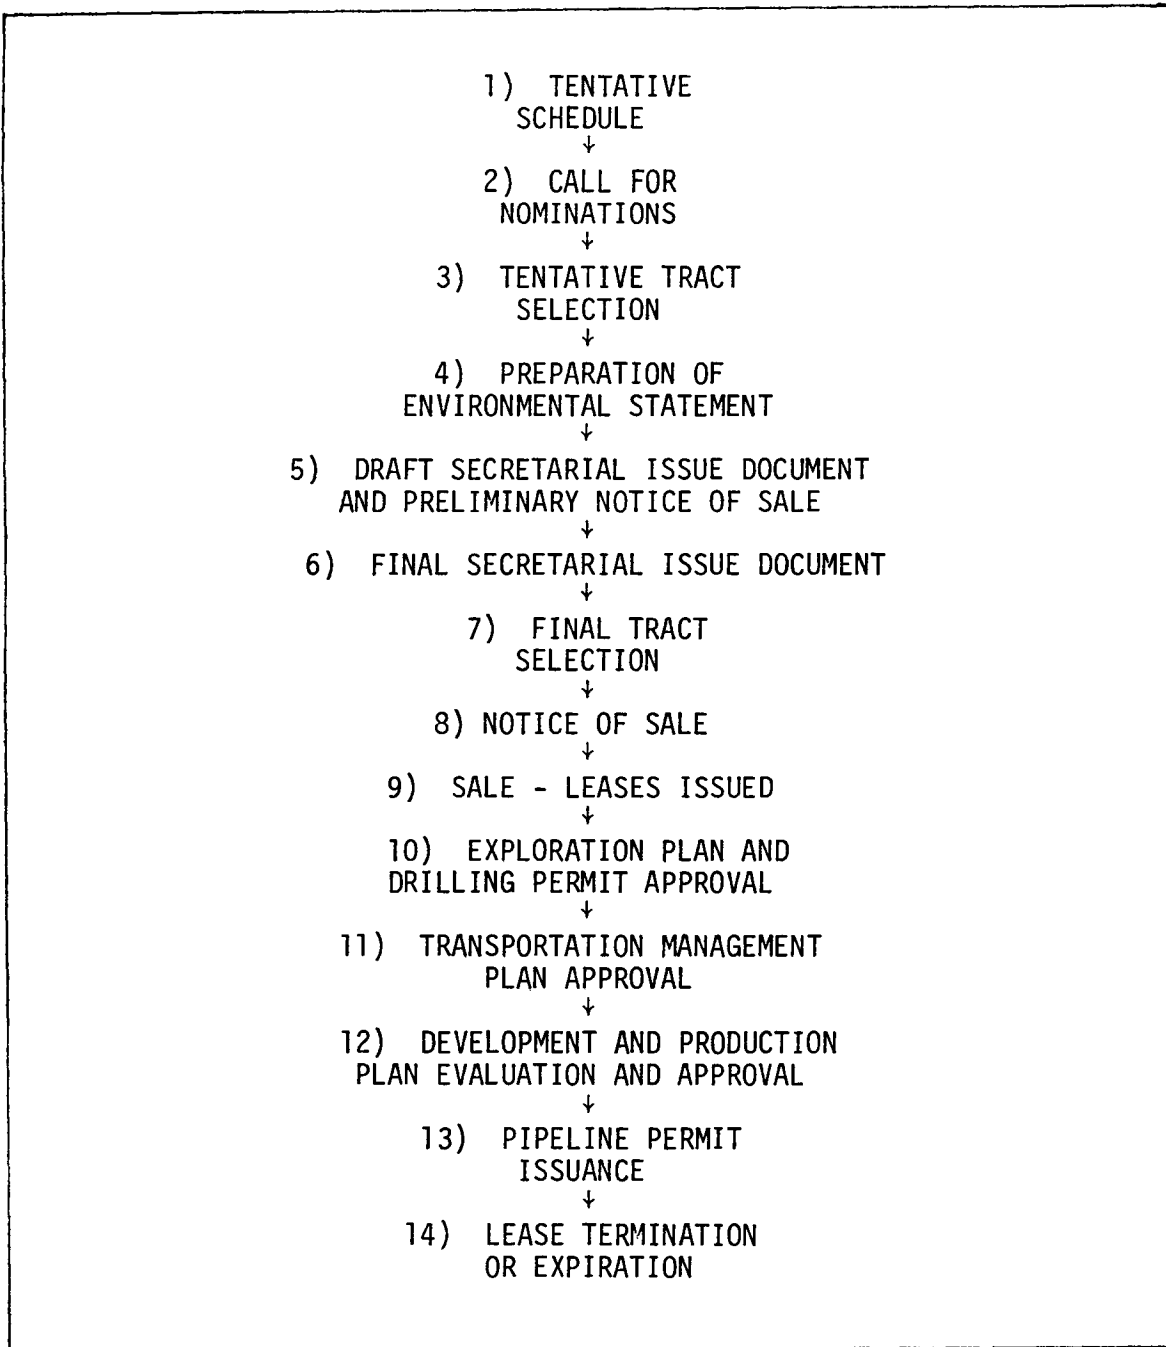 1) TENTATIVE
SCHEDULE
↓
2) CALL FOR
NOMINATIONS
↓
3) TENTATIVE TRACT
SELECTION
↓
4) PREPARATION OF
ENVIRONMENTAL STATEMENT
↓
5) DRAFT SECRETARIAL ISSUE DOCUMENT
AND PRELIMINARY NOTICE OF SALE
↓
6) FINAL SECRETARIAL ISSUE DOCUMENT
↓
7) FINAL TRACT
SELECTION
↓
8) NOTICE OF SALE
↓
9) SALE - LEASES ISSUED
↓
10) EXPLORATION PLAN AND
DRILLING PERMIT APPROVAL
↓
11) TRANSPORTATION MANAGEMENT
PLAN APPROVAL
↓
12) DEVELOPMENT AND PRODUCTION
PLAN EVALUATION AND APPROVAL
↓
13) PIPELINE PERMIT
ISSUANCE
↓
14) LEASE TERMINATION
OR EXPIRATION